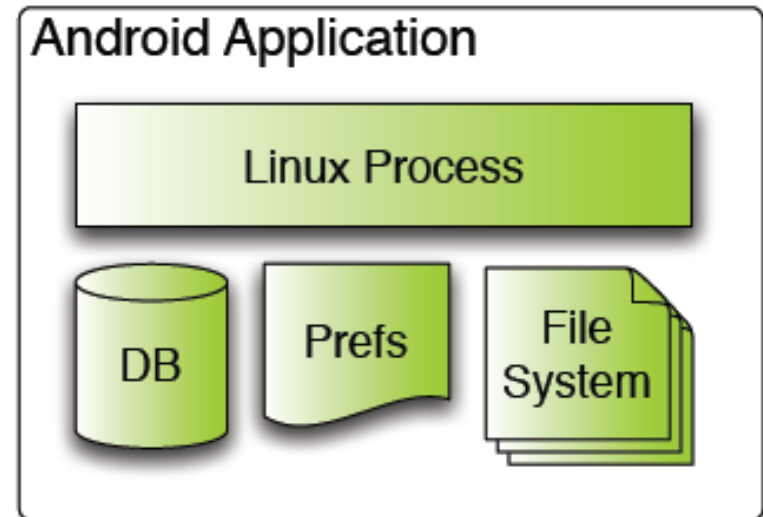 Android Application
Linux Process
DB
Prefs
File
System